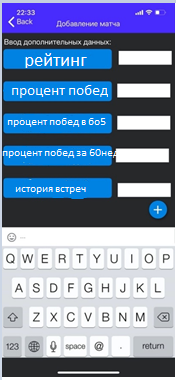 22:33
Back
Добавление матча
Ввод дополнительных данных:
рейтинг
процент побед
процент побед в бо5
процент побед за 60нед
история встреч
+
Q W E R T Y U I O P
A S D F G H J K L
Z X C V B N M
123 space @ . return